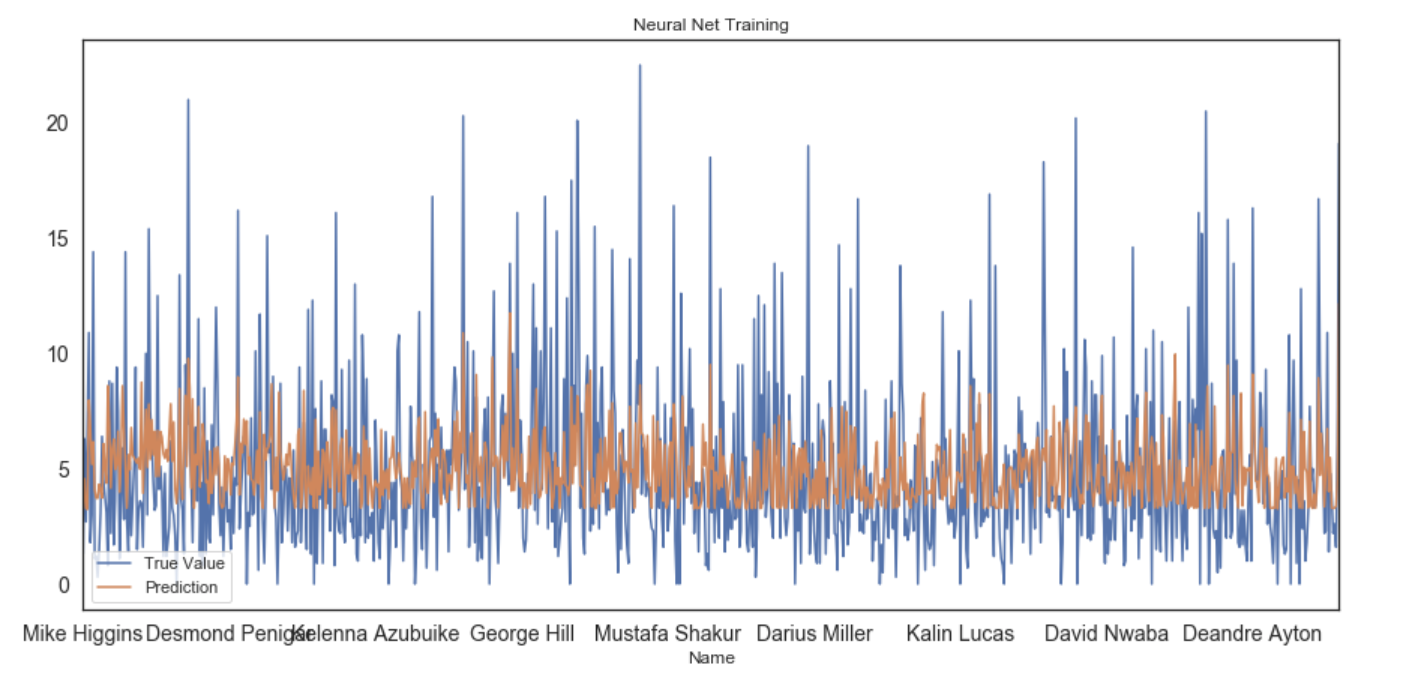 Neural Net Training
20
15
10
5
0
True Value
Prediction
Mike Higgins Desmond Penigar Kelenna Azubuike George Hill Mustafa Shakur Darius Miller Kalin Lucas David Nwaba Deandre Ayton
Name